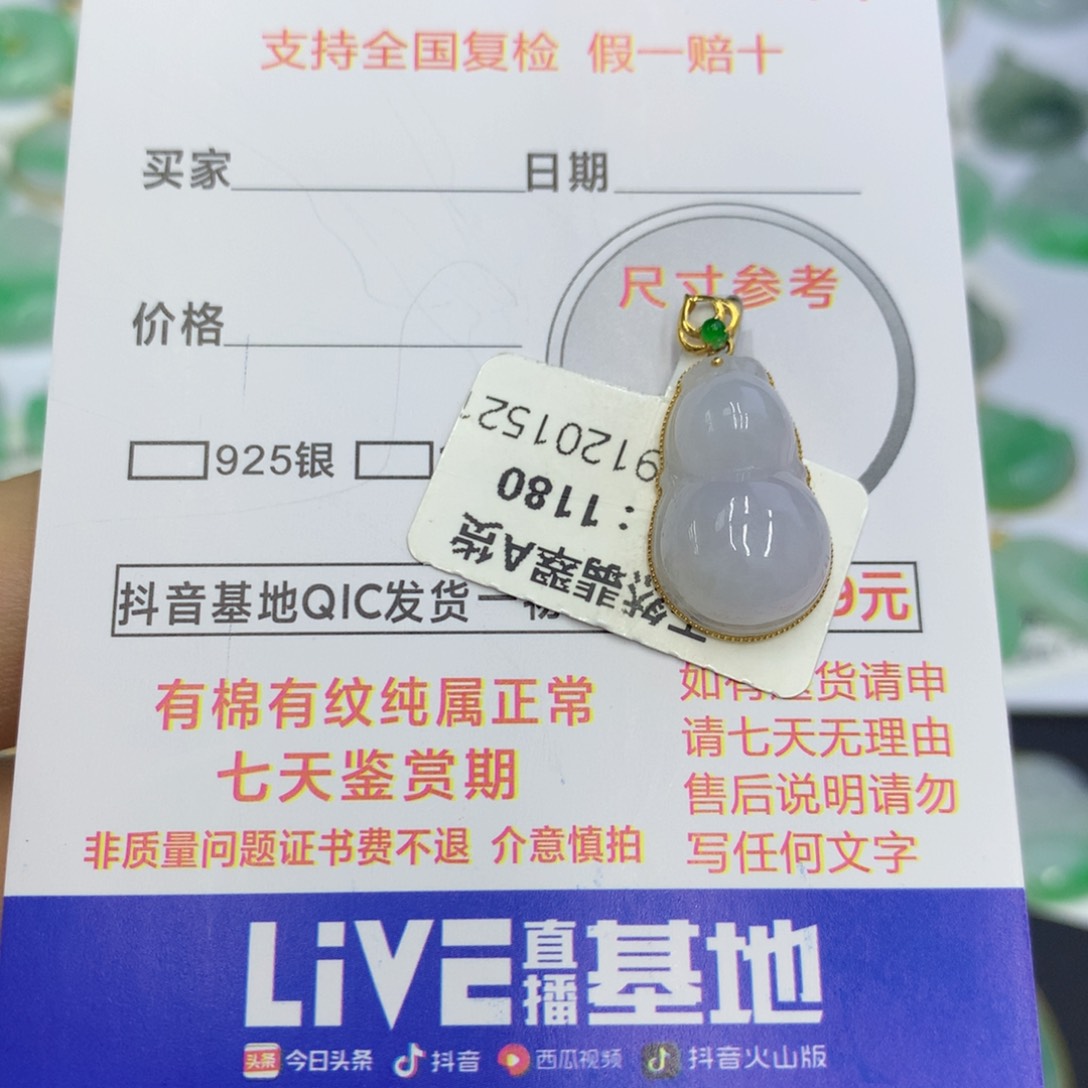 支持全国复检 假一赔十
买家 日期
尺寸参考
价格
9120152
925银
:1180
天然翡翠A货
抖音基地QIC发货一份 9元
有棉有纹纯属正常
七天鉴赏期
非质量问题证书费不退 介意慎拍
如有退货请申
请七天无理由
售后说明请勿
写任何文字
LiVE直播基地
头条 今日头条 抖音 西瓜视频 抖音火山版